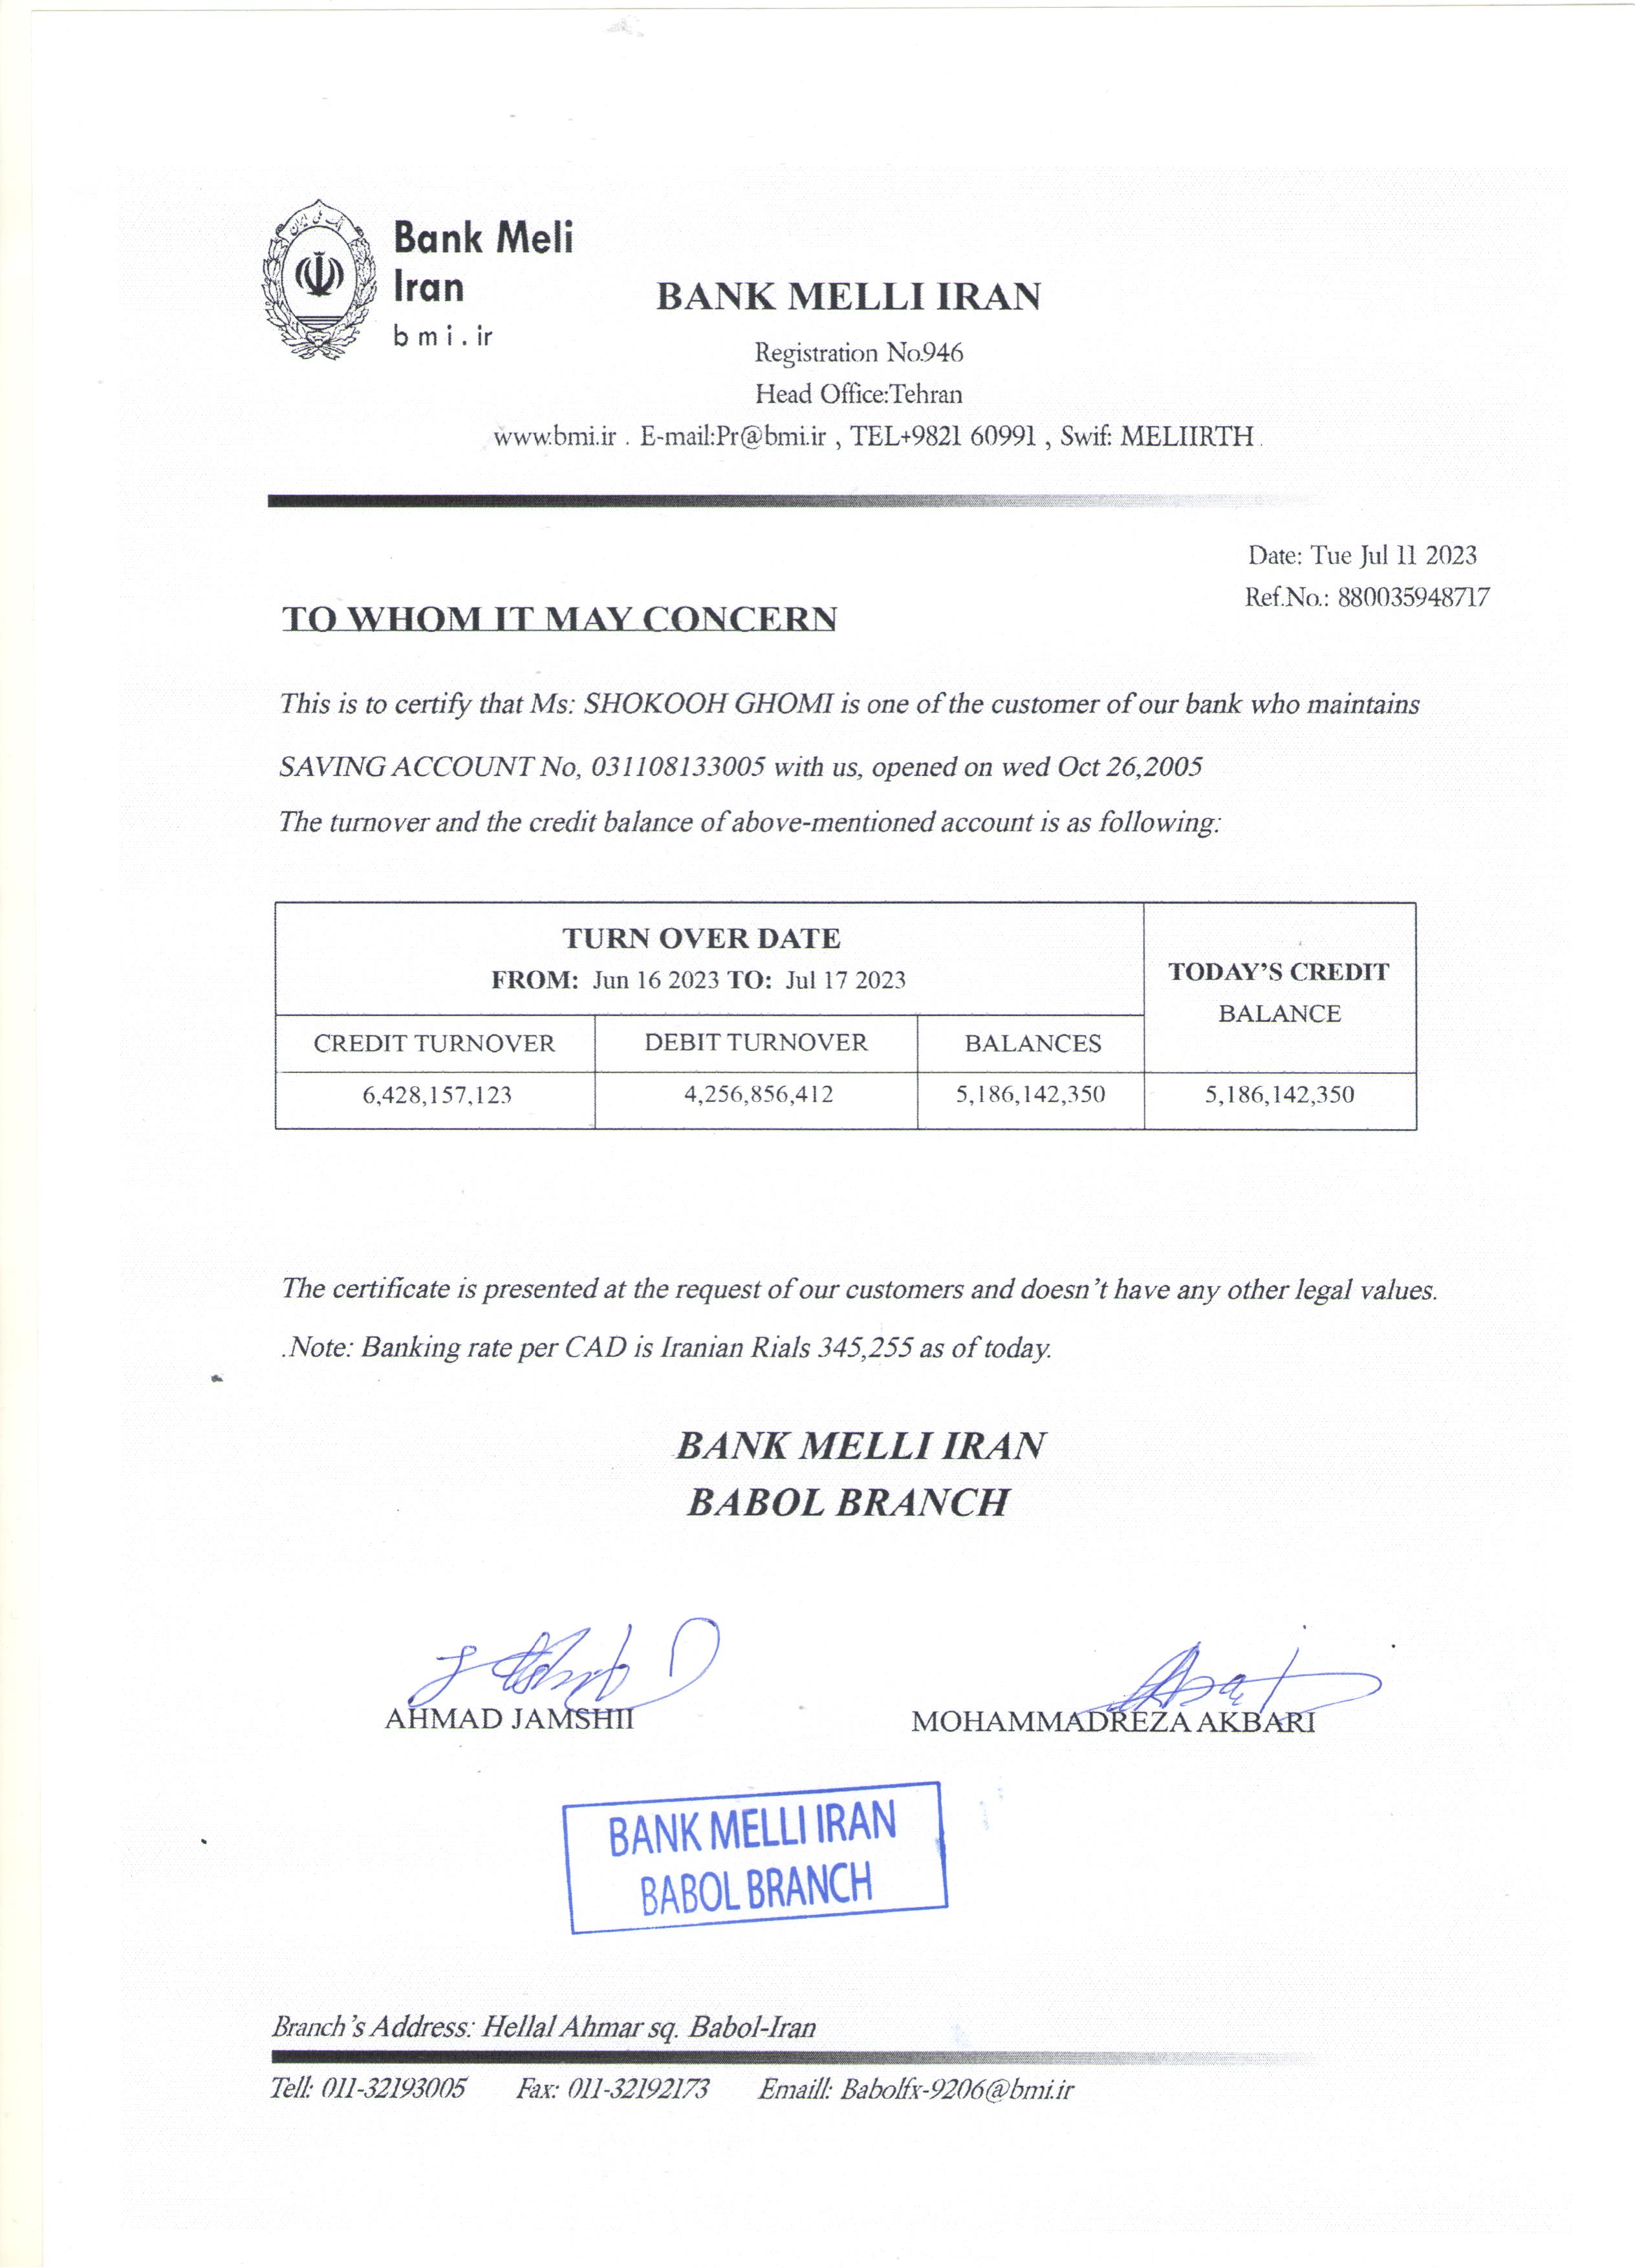 Bank Meli
Iran
bmi.ir
BANK MELLI IRAN
Registration No.946
Head Office:Tehran
www.bmi.ir . E-mail:Pr@bmi.ir , TEL+9821 60991 , Swif: MELIIRTH
Date: Tue Jul 11 2023
Ref.No.: 880035948717
TO WHOM IT MAY CONCERN
This is to certify that Ms: SHOKOOH GHOMI is one of the customer of our bank who maintains
SAVING ACCOUNT No, 031108133005 with us, opened on wed Oct 26,2005
The turnover and the credit balance of above-mentioned account is as following:
TURN OVER DATE
FROM: Jun 16 2023 TO: Jul 17 2023
TODAY'S CREDIT
BALANCE
CREDIT TURNOVER DEBIT TURNOVER BALANCES
6,428,157,123 4,256,856,412 5,186,142,350 5,186,142,350
The certificate is presented at the request of our customers and doesn't have any other legal values.
.Note: Banking rate per CAD is Iranian Rials 345,255 as of today.
BANK MELLI IRAN
BABOL BRANCH
AHMAD JAMSHII MOHAMMADREZA AKBARI
BANK MELLI IRAN
BABOL BRANCH
Branch's Address: Hellal Ahmar sq. Babol-Iran
Tell: 011-32193005 Fax: 011-32192173 Emaill: Babolfx-9206@bmi.ir